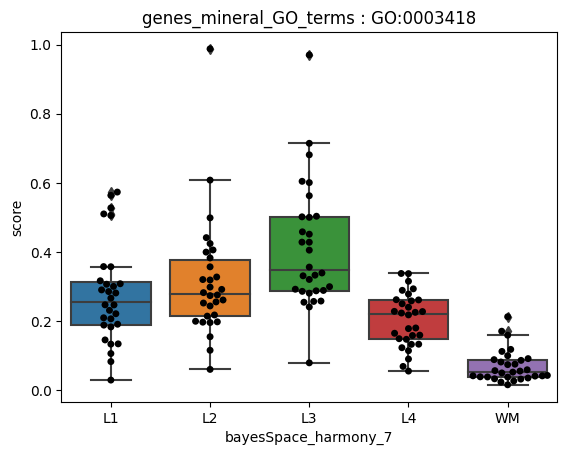 genes_mineral_GO_terms : GO:0003418
1.0
0.8
0.6
0.4
0.2
0.0
score
L1 L2 L3 L4 WM
bayesSpace_harmony_7